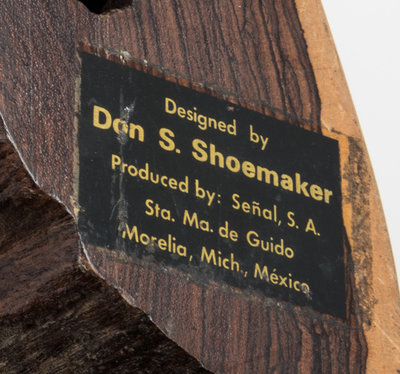 Designed by
Don S. Shoemaker
Produced by: Señal, S. A.
Sta. Ma. de Guido
Morelia, Mich., México